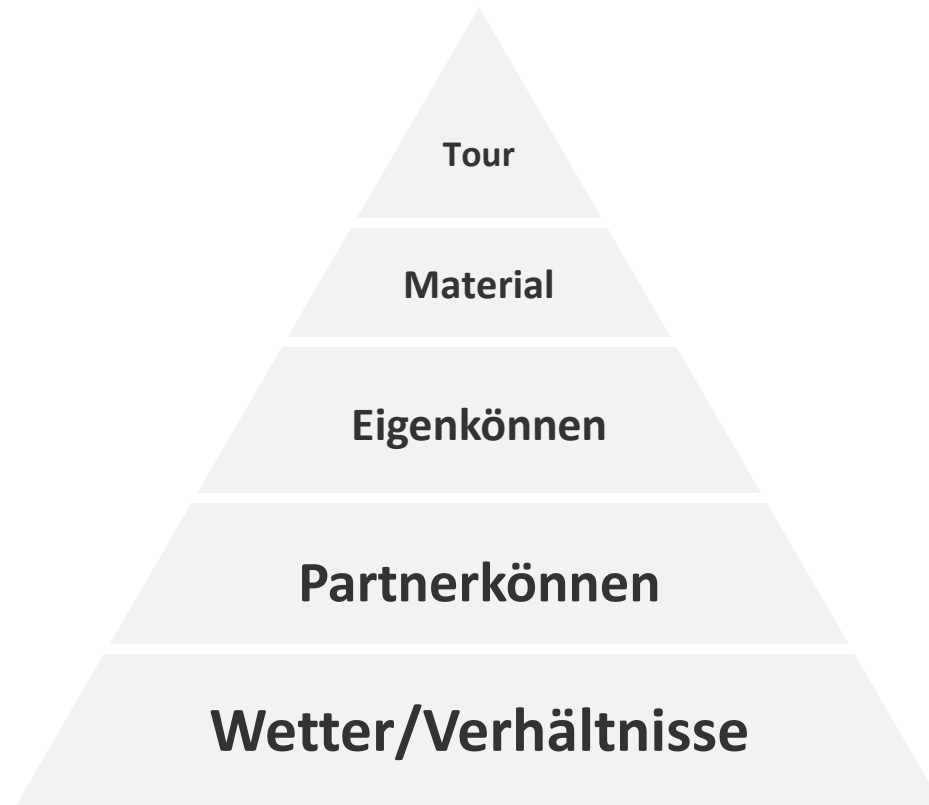 Tour
Material
Eigenkönnen
Partnerkönnen
Wetter/Verhältnisse